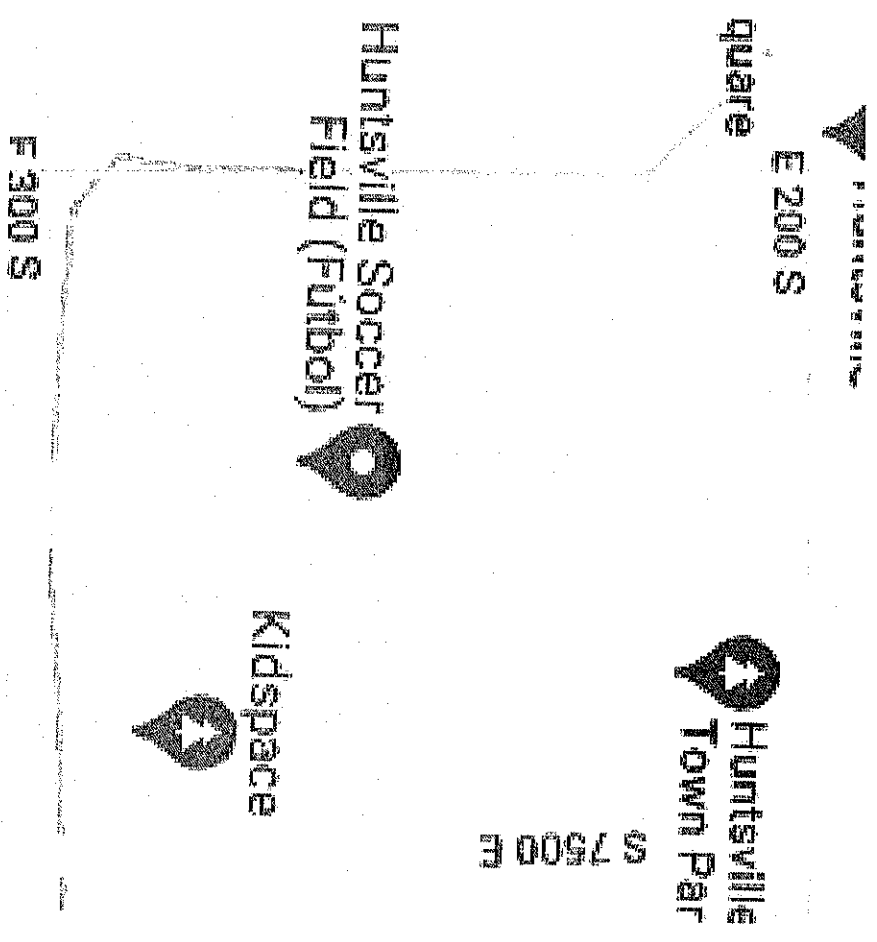 quare
E 200 S
Huntsville
Town Par
Huntsville Soccer
Field (Fútbol)
Kidspace
S 7500 E
E 300 S